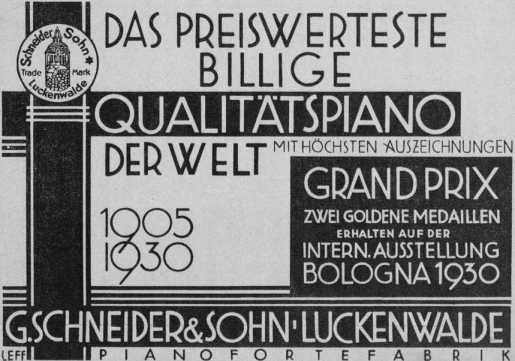 Schneider & Sohn *
Trade Mark
Luckenwalde
DAS PREISWERTESTE
BILLIGE
QUALITÄTSPIANO
DER WELT
MIT HÖCHSTEN AUSZEICHNUNGEN
GRAND PRIX
ZWEI GOLDENE MEDAILLEN
ERHALTEN AUF DER
INTERN. AUSSTELLUNG
BOLOGNA 1930
1905
1930
G.SCHNEIDER & SOHN · LUCKENWALDE
LEFF
PIANOFORTEFABRIK